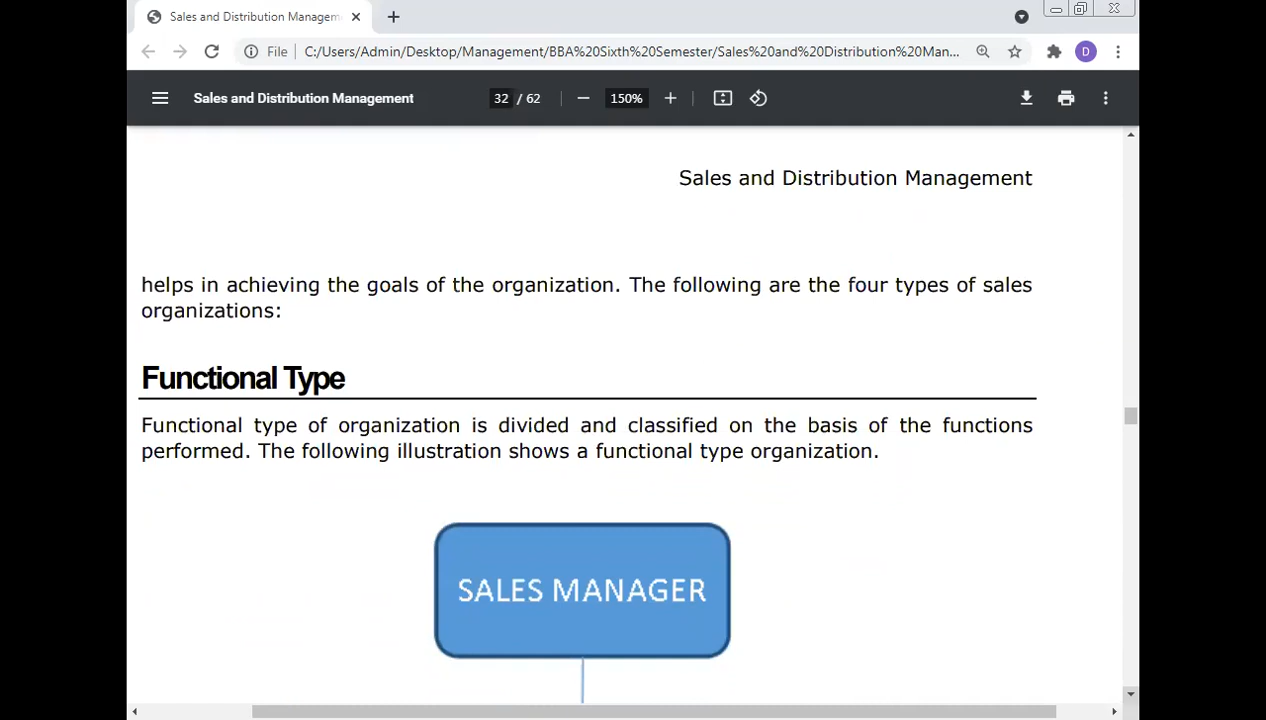 Sales and Distribution Managem
File C:/Users/Admin/Desktop/Management/BBA%20Sixth%20Semester/Sales%20and%20Distribution%20Man... D
Sales and Distribution Management 32 / 62 150%
Sales and Distribution Management
helps in achieving the goals of the organization. The following are the four types of sales
organizations:
Functional Type
Functional type of organization is divided and classified on the basis of the functions
performed. The following illustration shows a functional type organization.
SALES MANAGER